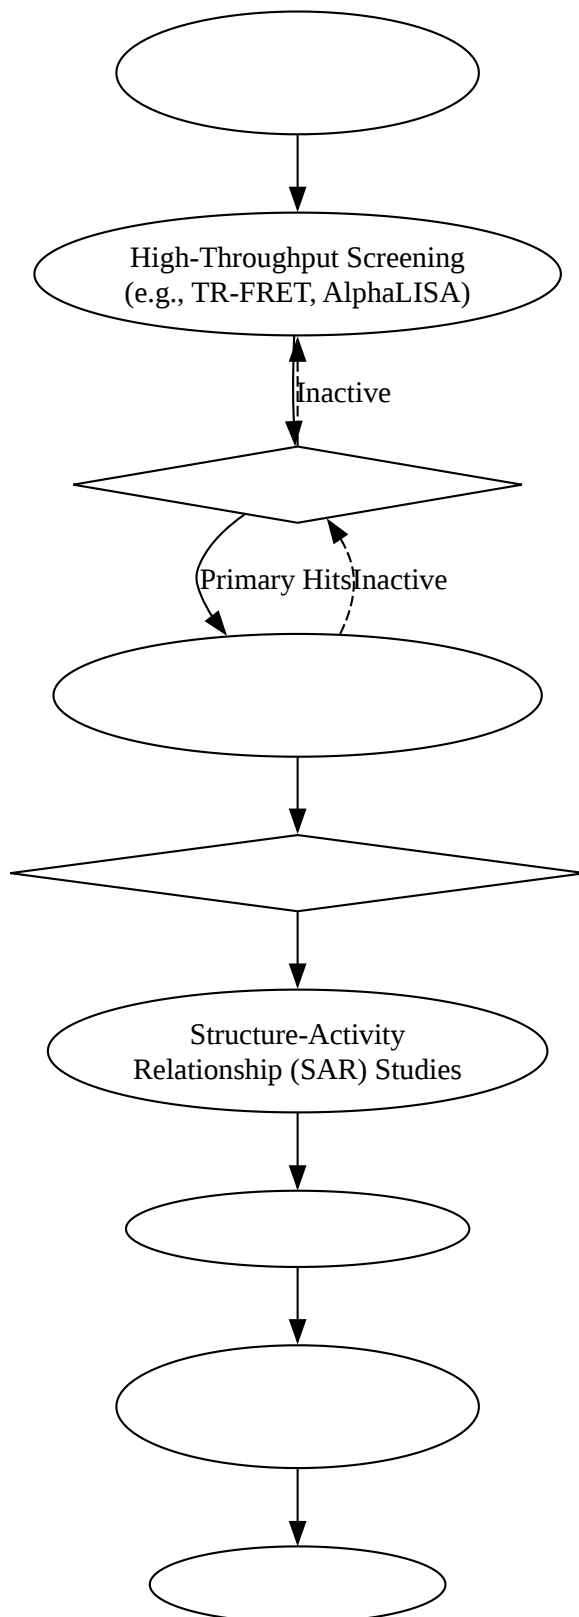 High-Throughput Screening
(e.g., TR-FRET, AlphaLISA)
Inactive
Primary Hits
Inactive
Structure-Activity
Relationship (SAR) Studies